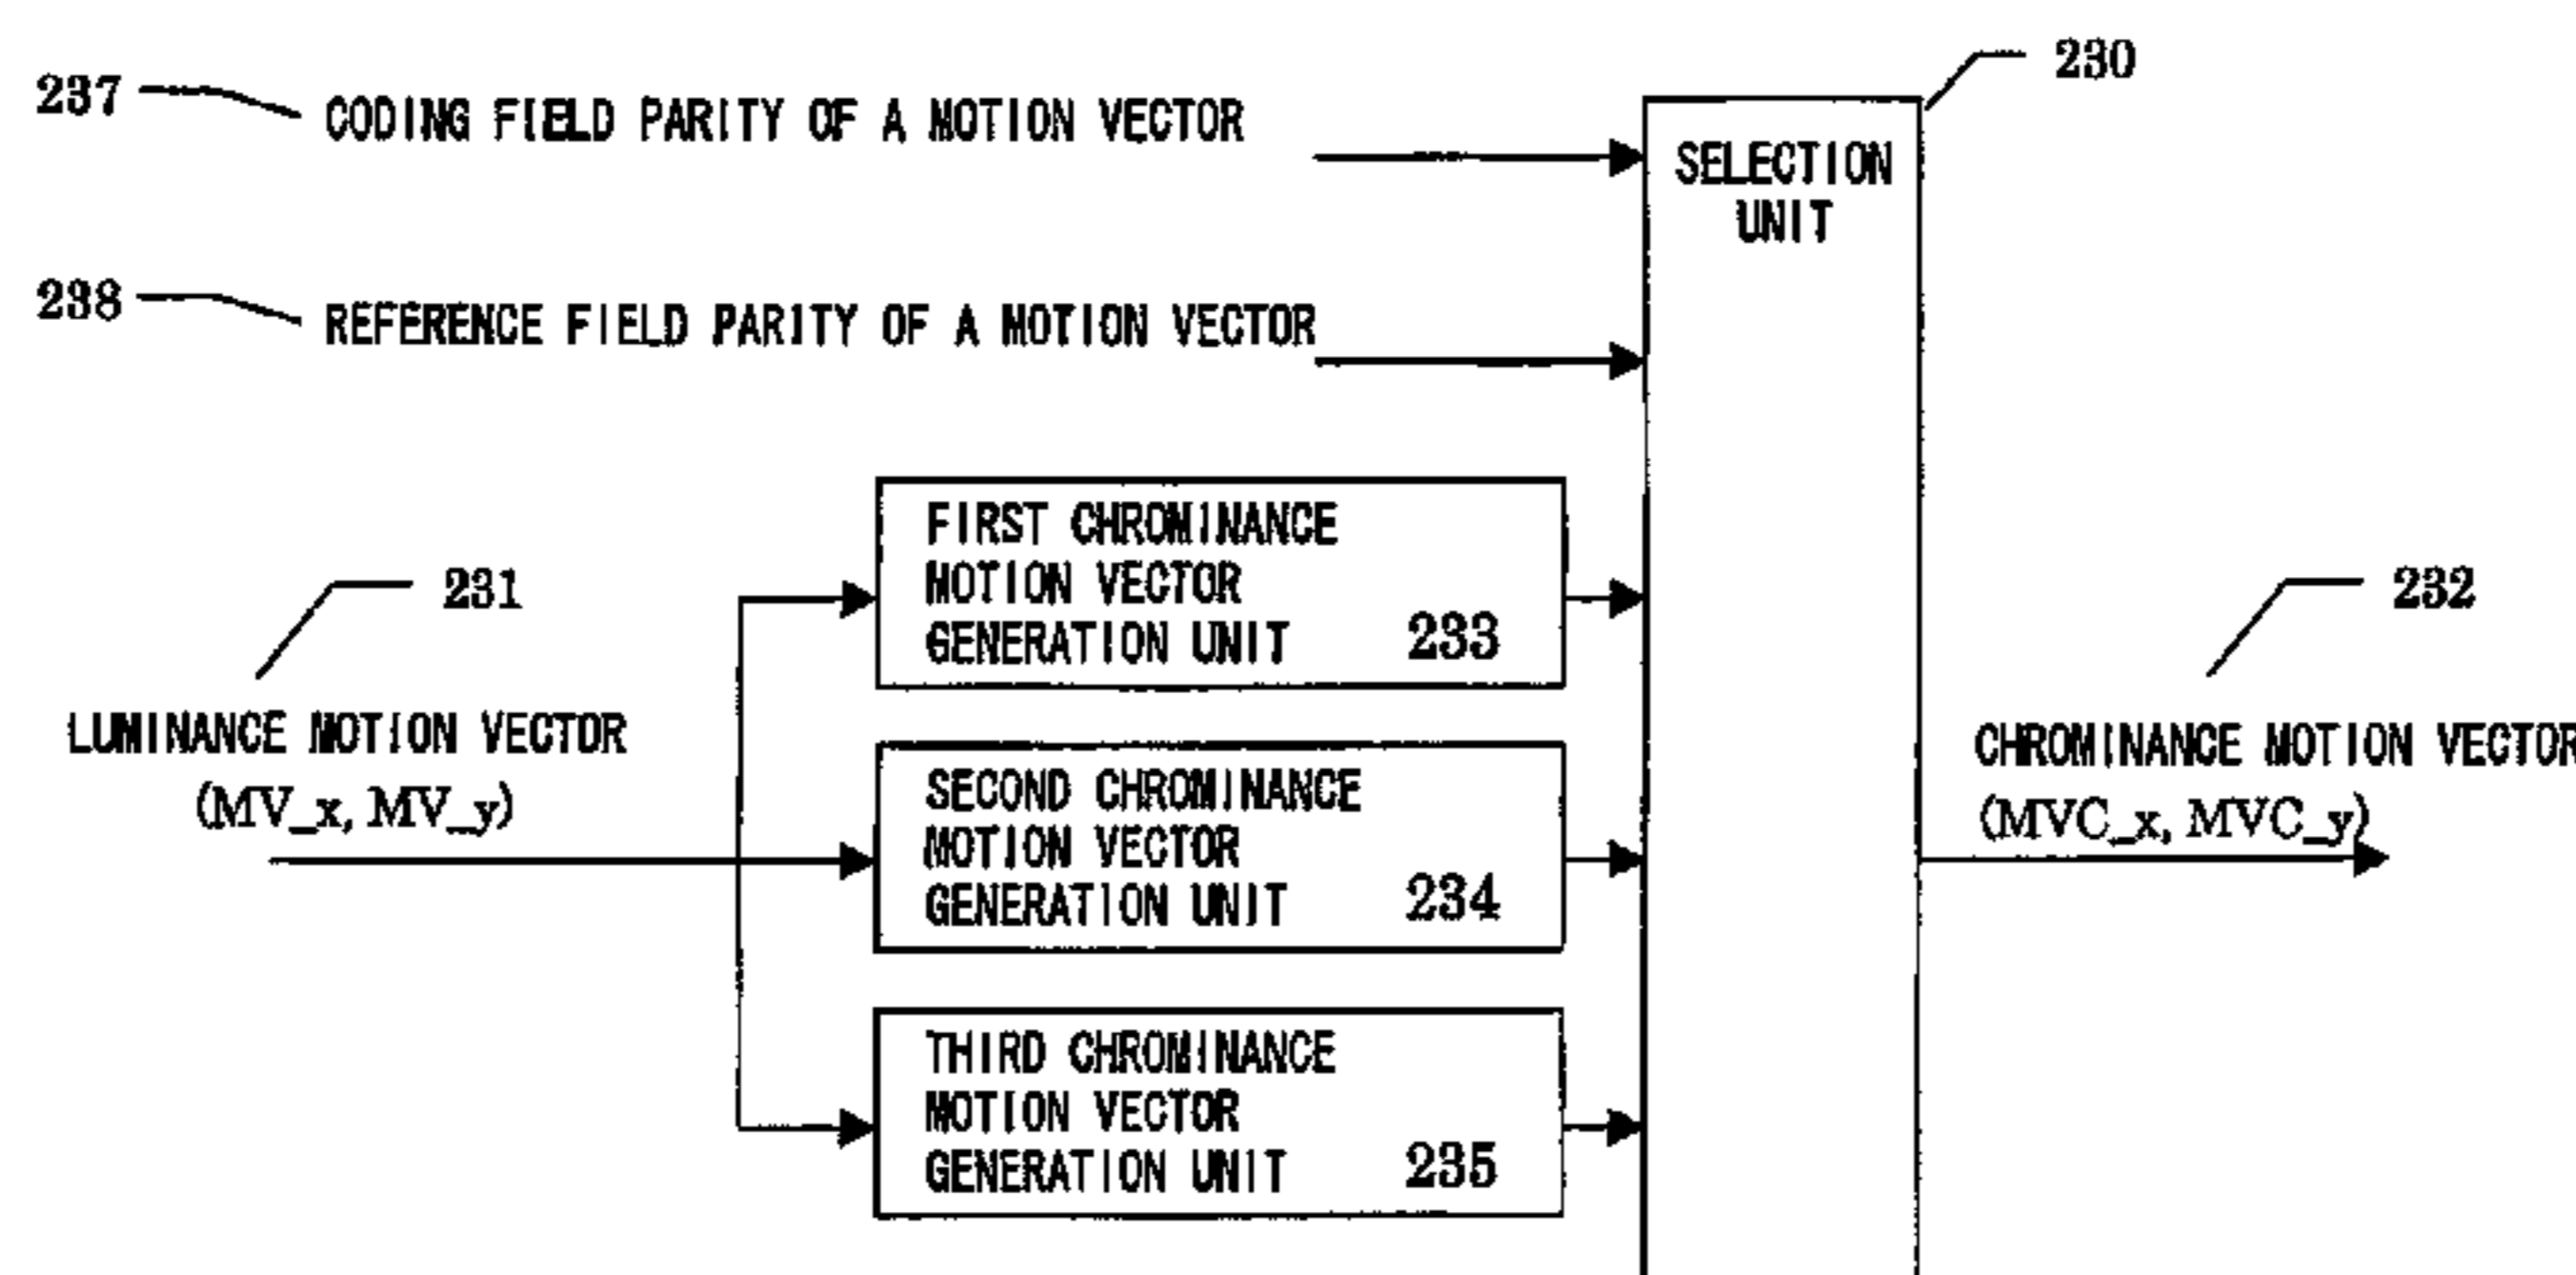 237
CODING FIELD PARITY OF A MOTION VECTOR
230
SELECTION
UNIT
238
REFERENCE FIELD PARITY OF A MOTION VECTOR
FIRST CHROMINANCE
MOTION VECTOR
GENERATION UNIT 233
231
LUMINANCE MOTION VECTOR
(MV_x, MV_y)
SECOND CHROMINANCE
MOTION VECTOR
GENERATION UNIT 234
THIRD CHROMINANCE
MOTION VECTOR
GENERATION UNIT 235
232
CHROMINANCE MOTION VECTOR
(MVC_x, MVC_y)